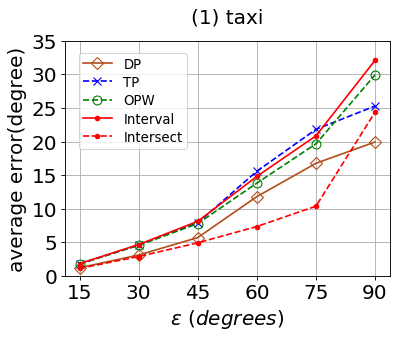 (1) taxi
average error(degree)
35
30
25
20
15
10
5
0
DP
TP
OPW
Interval
Intersect
15 30 45 60 75 90
ε (degrees)